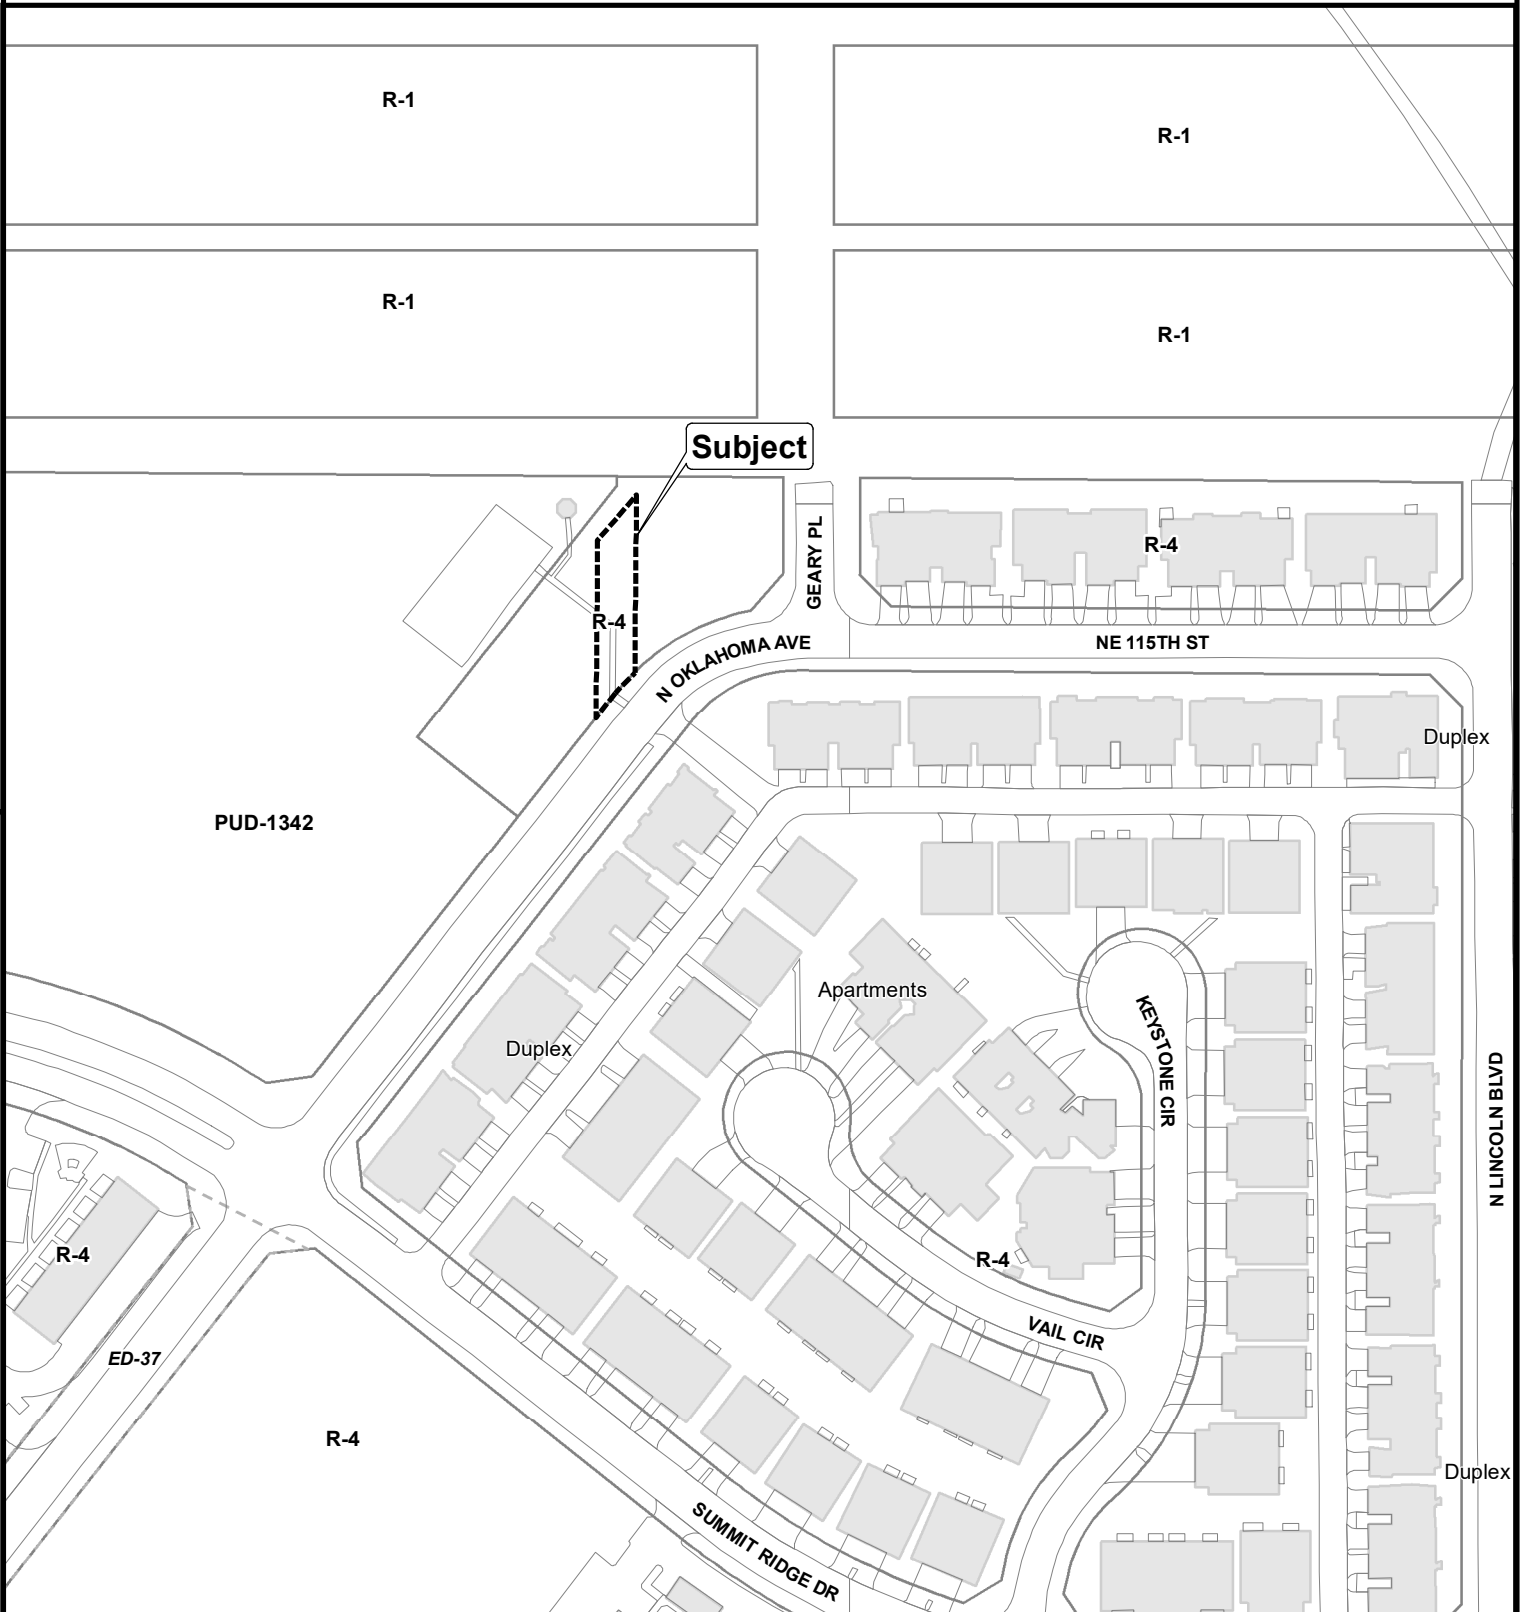 R-1
R-1
R-1
R-1
Subject
GEARY PL
R-4
R-4
N OKLAHOMA AVE
NE 115TH ST
Duplex
PUD-1342
Apartments
KEYSTONE CIR
Duplex
N LINCOLN BLVD
R-4
R-4
VAIL CIR
ED-37
R-4
Duplex
SUMMIT RIDGE DR